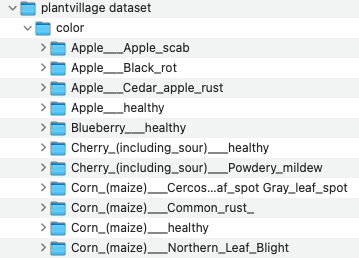 plantvillage dataset
color
Apple___Apple_scab
Apple___Black_rot
Apple___Cedar_apple_rust
Apple___healthy
Blueberry___healthy
Cherry_(including_sour)___healthy
Cherry_(including_sour)___Powdery_mildew
Corn_(maize)___Cercos...af_spot Gray_leaf_spot
Corn_(maize)___Common_rust_
Corn_(maize)___healthy
Corn_(maize)___Northern_Leaf_Blight